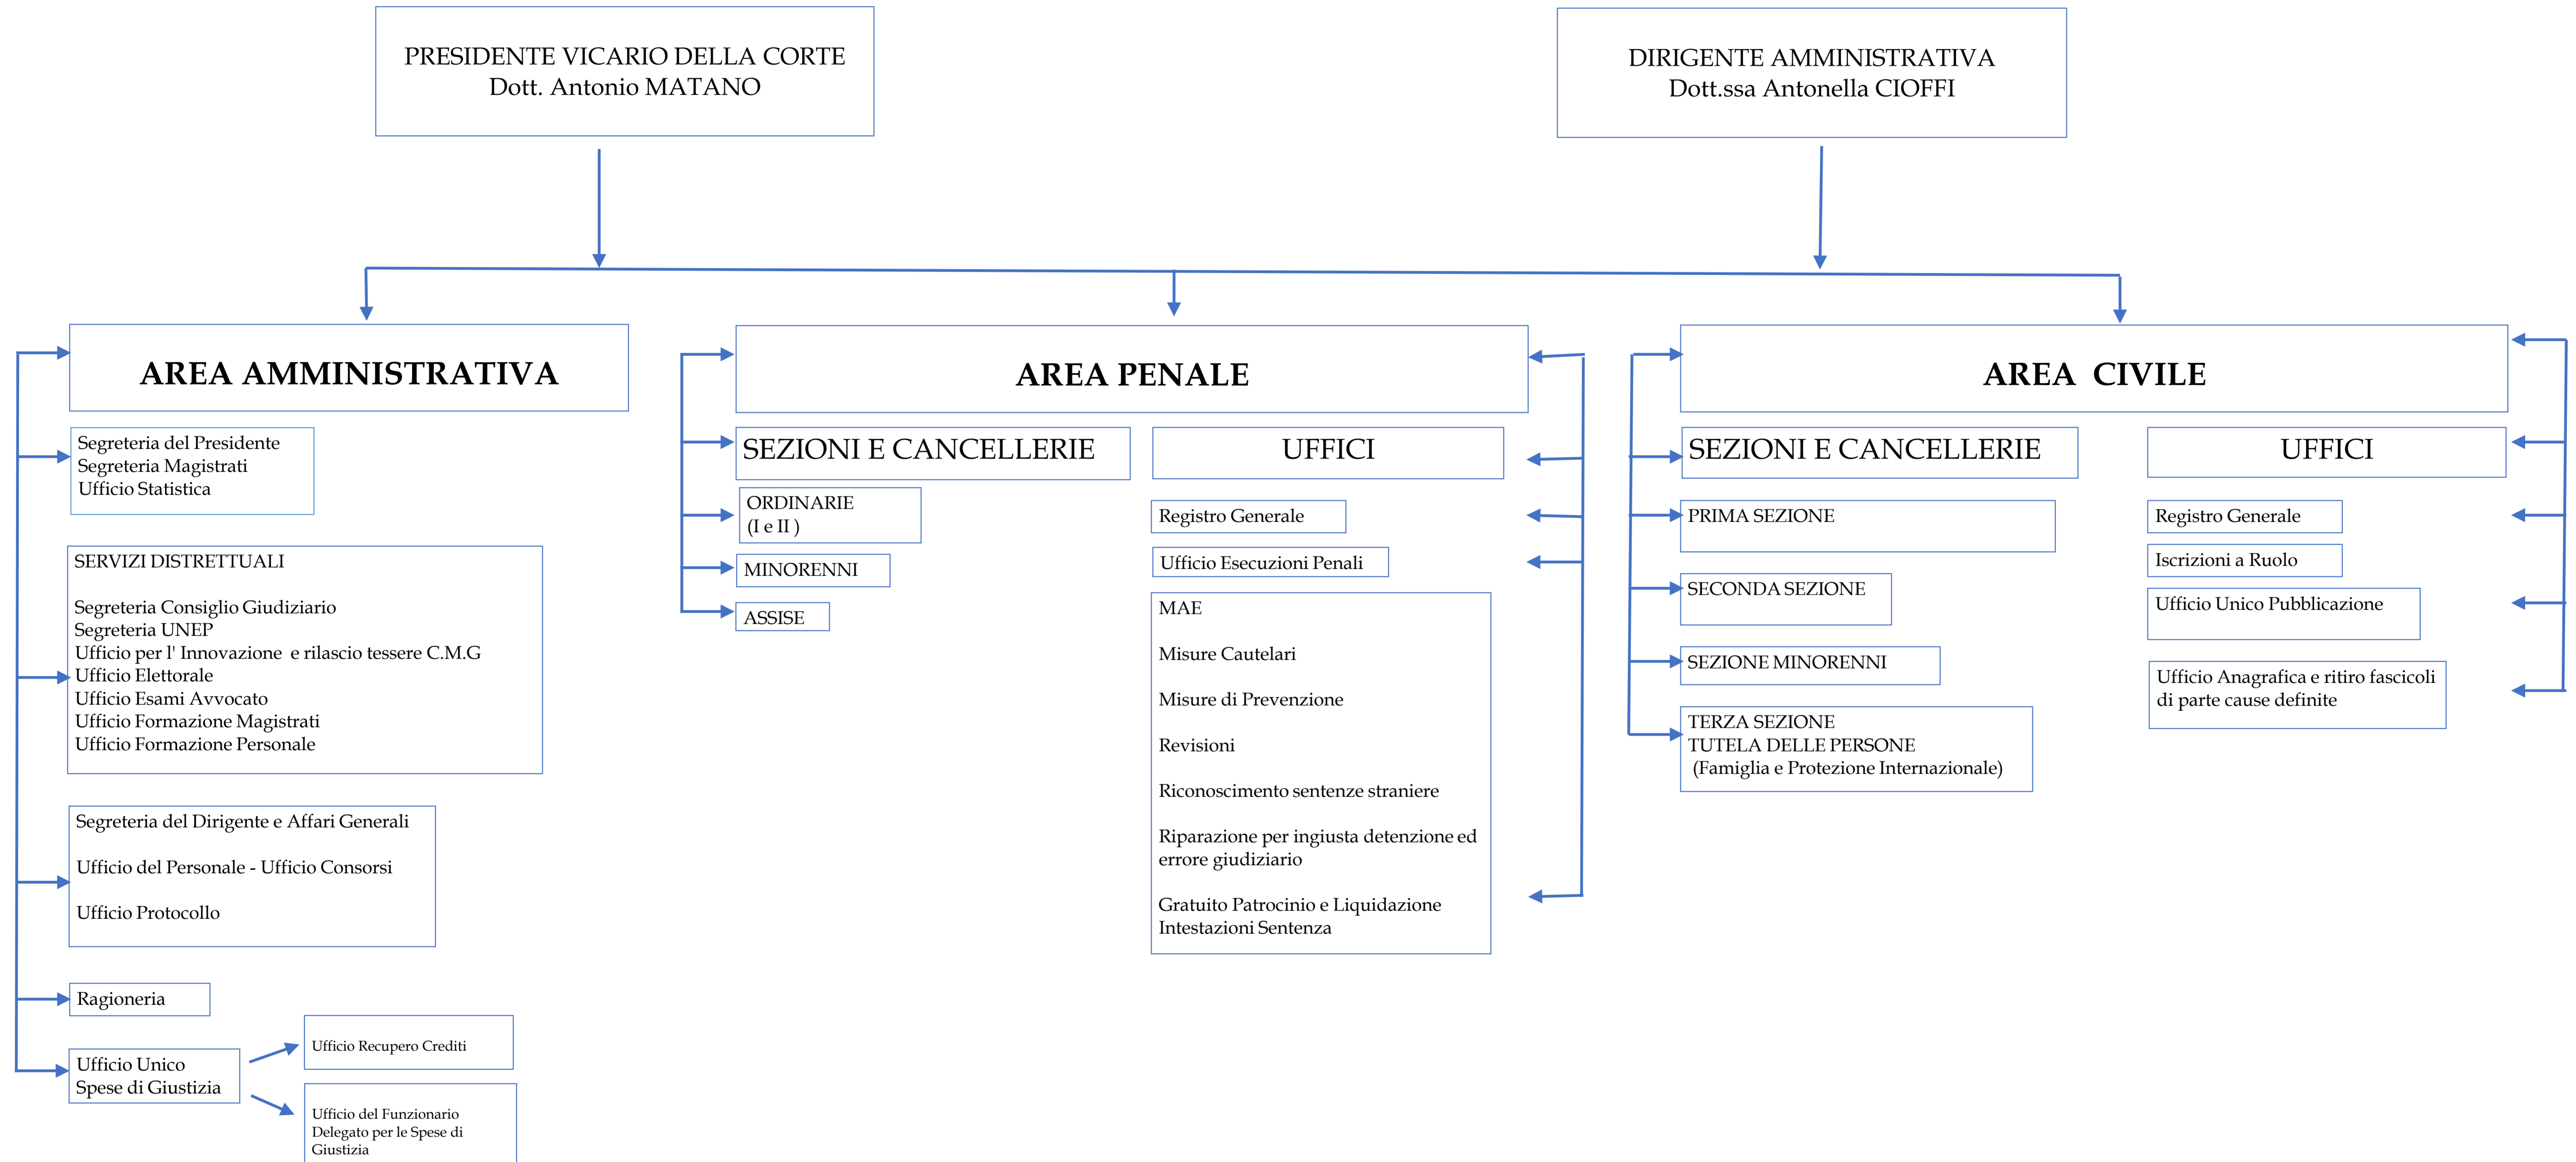 PRESIDENTE VICARIO DELLA CORTE
Dott. Antonio MATANO
DIRIGENTE AMMINISTRATIVA
Dott.ssa Antonella CIOFFI
AREA AMMINISTRATIVA
Segreteria del Presidente
Segreteria Magistrati
Ufficio Statistica
SERVIZI DISTRETTUALI
Segreteria Consiglio Giudiziario
Segreteria UNEP
Ufficio per l' Innovazione e rilascio tessere C.M.G
Ufficio Elettorale
Ufficio Esami Avvocato
Ufficio Formazione Magistrati
Ufficio Formazione Personale
Segreteria del Dirigente e Affari Generali
Ufficio del Personale - Ufficio Consorsi
Ufficio Protocollo
Ragioneria
Ufficio Unico
Spese di Giustizia
Ufficio Recupero Crediti
Ufficio del Funzionario
Delegato per le Spese di
Giustizia
AREA PENALE
SEZIONI E CANCELLERIE
ORDINARIE
(I e II )
MINORENNI
ASSISE
UFFICI
Registro Generale
Ufficio Esecuzioni Penali
MAE
Misure Cautelari
Misure di Prevenzione
Revisioni
Riconoscimento sentenze straniere
Riparazione per ingiusta detenzione ed
errore giudiziario
Gratuito Patrocinio e Liquidazione
Intestazioni Sentenza
AREA CIVILE
SEZIONI E CANCELLERIE
PRIMA SEZIONE
SECONDA SEZIONE
SEZIONE MINORENNI
TERZA SEZIONE
TUTELA DELLE PERSONE
(Famiglia e Protezione Internazionale)
UFFICI
Registro Generale
Iscrizioni a Ruolo
Ufficio Unico Pubblicazione
Ufficio Anagrafica e ritiro fascicoli
di parte cause definite